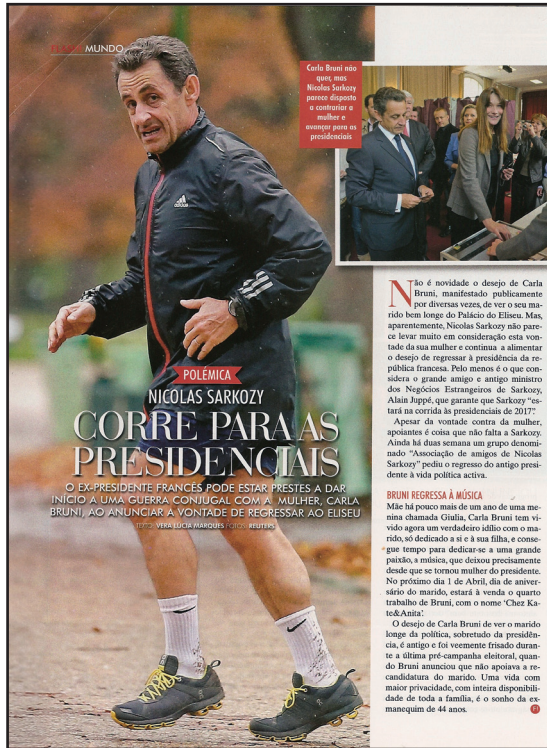 MUNDO
Carla Bruni não
quer, mas
Nicolas Sarkozy
parece disposto
a contrariar a
mulher e
avançar para as
presidenciais
adidas
POLÉMICA
NICOLAS SARKOZY
CORRE PARA AS
PRESIDENCIAIS
O EX-PRESIDENTE FRANCÊS PODE ESTAR PRESTES A DAR
INÍCIO A UMA GUERRA CONJUGAL COM A MULHER, CARLA
BRUNI, AO ANUNCIAR A VONTADE DE REGRESSAR AO ELISEU
TEXTO: VERA LÚCIA MARQUES FOTOS: REUTERS
Não é novidade o desejo de Carla
Bruni, manifestado publicamente
por diversas vezes, de ver o seu ma-
rido bem longe do Palácio do Eliseu. Mas,
aparentemente, Nicolas Sarkozy não pare-
ce levar muito em consideração esta von-
tade da sua mulher e continua a alimentar
o desejo de regressar à presidência da re-
pública francesa. Pelo menos é o que con-
sidera o grande amigo e antigo ministro
dos Negócios Estrangeiros de Sarkozy,
Alain Juppé, que garante que Sarkozy "es-
tará na corrida às presidenciais de 2017".
Apesar da vontade contra da mulher,
apoiantes é coisa que não falta a Sarkozy.
Ainda há duas semana um grupo denomi-
nado "Associação de amigos de Nicolas
Sarkozy" pediu o regresso do antigo presi-
dente à vida política activa.
BRUNI REGRESSA À MÚSICA
Mãe há pouco mais de um ano de uma me-
nina chamada Giulia, Carla Bruni tem vi-
vido agora um verdadeiro idílio com o ma-
rido, só dedicado a si e à sua filha, e conse-
gue tempo para dedicar-se a uma grande
paixão, a música, que deixou precisamente
desde que se tornou mulher do presidente.
No próximo dia 1 de Abril, dia de aniver-
sário do marido, estará à venda o quarto
trabalho de Bruni, com o nome 'Chez Ka-
te&Anita'.
O desejo de Carla Bruni de ver o marido
longe da política, sobretudo da presidên-
cia, é antigo e foi veemente frisado duran-
te a última pré-campanha eleitoral, quan-
do Bruni anunciou que não apoiava a re-
candidatura do marido. Uma vida com
maior privacidade, com inteira disponibili-
dade de toda a família, é o sonho da ex-
manequim de 44 anos.